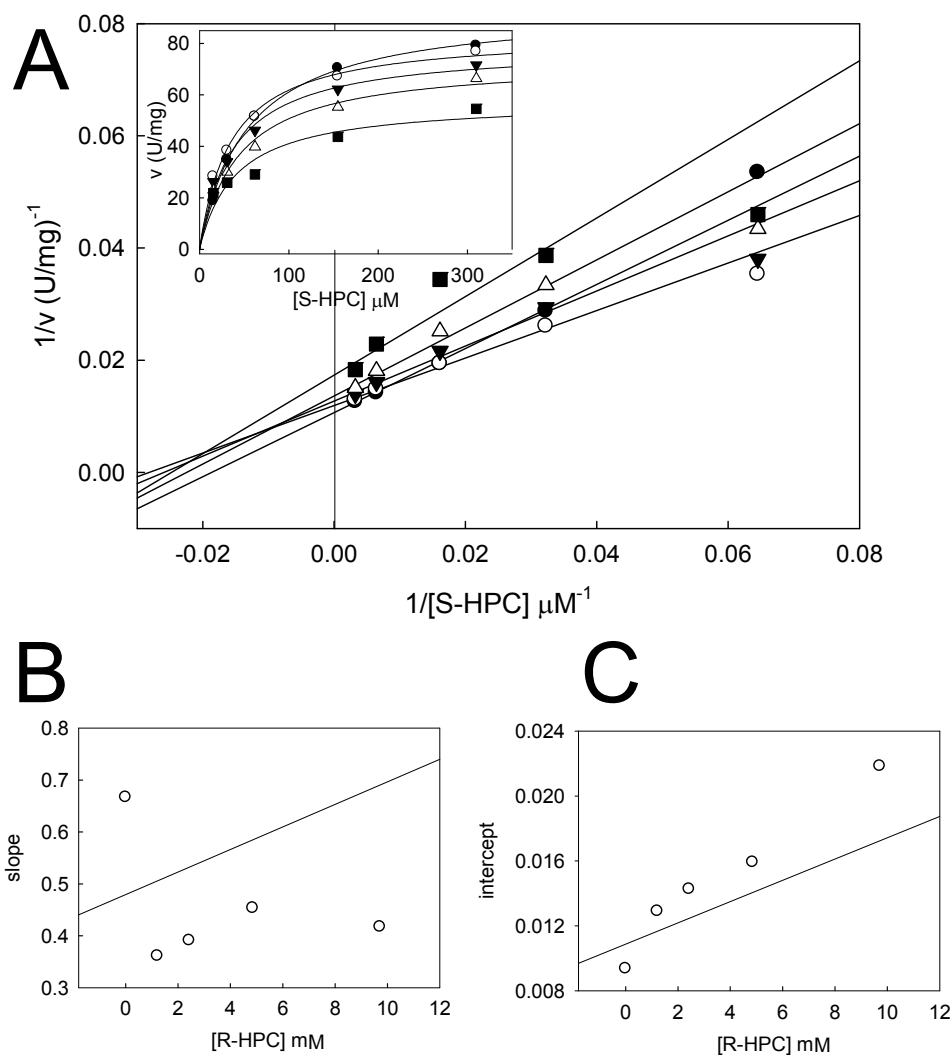 A
80
60
40
20
0
v (U/mg)
0 100 200 300
[S-HPC] μM
0.06
0.04
0.02
0.00
1/v (U/mg)⁻¹
-0.02 0.00 0.02 0.04 0.06 0.08
1/[S-HPC] μM⁻¹
B
0.8
0.7
0.6
0.5
0.4
0.3
slope
0 2 4 6 8 10 12
[R-HPC] mM
C
0.024
0.020
0.016
0.012
0.008
intercept
0 2 4 6 8 10 12
[R-HPC] mM